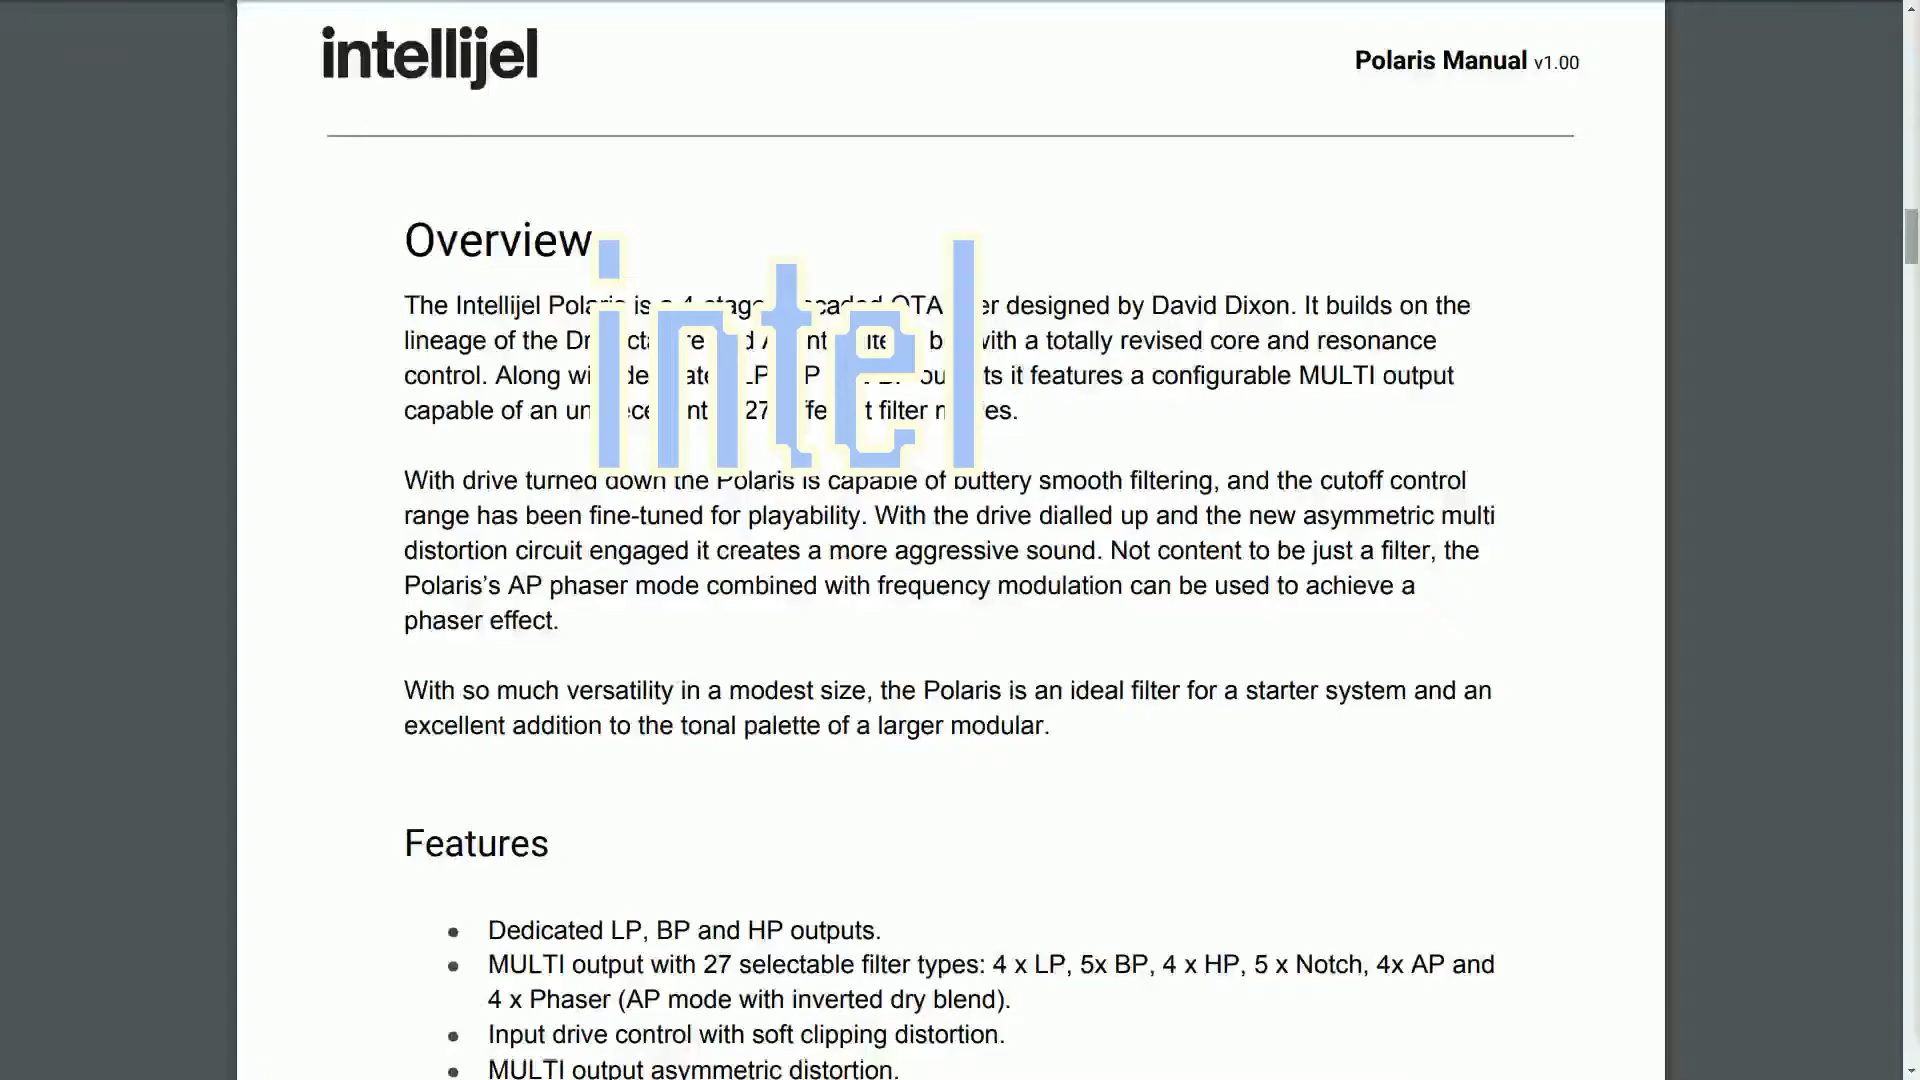 intellijel
Polaris Manual v1.00
Overview
intel
The Intellijel Polaris is a 4 stage cascaded OTA designed by David Dixon. It builds on the
lineage of the with a totally revised core and resonance
control. Along LP it features a configurable MULTI output
capable of an 27 filter
With drive turned down the Polaris is capable of buttery smooth filtering, and the cutoff control
range has been fine-tuned for playability. With the drive dialled up and the new asymmetric multi
distortion circuit engaged it creates a more aggressive sound. Not content to be just a filter, the
Polaris’s AP phaser mode combined with frequency modulation can be used to achieve a
phaser effect.
With so much versatility in a modest size, the Polaris is an ideal filter for a starter system and an
excellent addition to the tonal palette of a larger modular.
Features
• Dedicated LP, BP and HP outputs.
• MULTI output with 27 selectable filter types: 4 x LP, 5x BP, 4 x HP, 5 x Notch, 4x AP and
4 x Phaser (AP mode with inverted dry blend).
• Input drive control with soft clipping distortion.
• MULTI output asymmetric distortion.